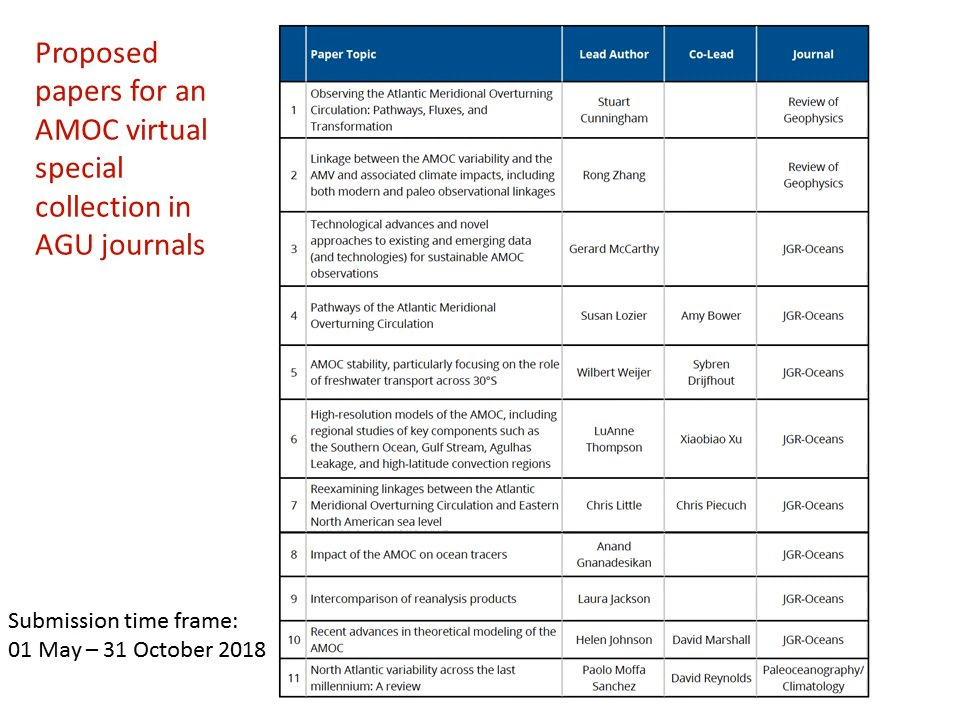 Proposed
papers for an
AMOC virtual
special
collection in
AGU journals
Submission time frame:
01 May – 31 October 2018
Paper Topic Lead Author Co-Lead Journal
1
Observing the Atlantic Meridional Overturning
Circulation: Pathways, Fluxes, and
Transformation
Stuart
Cunningham
Review of
Geophysics
2
Linkage between the AMOC variability and the
AMV and associated climate impacts, including
both modern and paleo observational linkages
Rong Zhang
Review of
Geophysics
3
Technological advances and novel
approaches to existing and emerging data
(and technologies) for sustainable AMOC
observations
Gerard McCarthy
JGR-Oceans
4
Pathways of the Atlantic Meridional
Overturning Circulation
Susan Lozier
Amy Bower
JGR-Oceans
5
AMOC stability, particularly focusing on the role
of freshwater transport across 30°S
Wilbert Weijer
Sybren
Drijfhout
JGR-Oceans
6
High-resolution models of the AMOC, including
regional studies of key components such as
the Southern Ocean, Gulf Stream, Agulhas
Leakage, and high-latitude convection regions
LuAnne
Thompson
Xiaobiao Xu
JGR-Oceans
7
Reexamining linkages between the Atlantic
Meridional Overturning Circulation and Eastern
North American sea level
Chris Little
Chris Piecuch
JGR-Oceans
8
Impact of the AMOC on ocean tracers
Anand
Gnanadesikan
JGR-Oceans
9
Intercomparison of reanalysis products
Laura Jackson
JGR-Oceans
10
Recent advances in theoretical modeling of the
AMOC
Helen Johnson
David Marshall
JGR-Oceans
11
North Atlantic variability across the last
millennium: A review
Paolo Moffa
Sanchez
David Reynolds
Paleoceanography/
Climatology